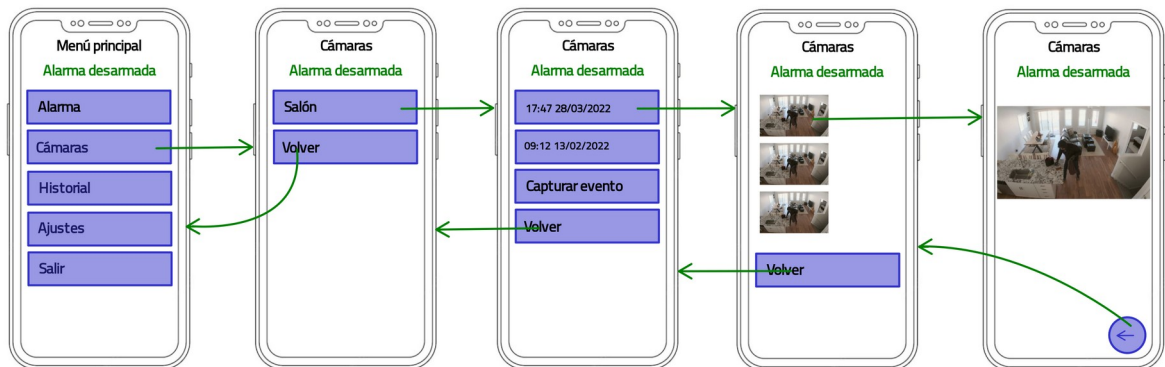 Menú principal
Alarma desarmada
Alarma
Cámaras
Historial
Ajustes
Salir
Cámaras
Alarma desarmada
Salón
Volver
Cámaras
Alarma desarmada
17:47 28/03/2022
09:12 13/02/2022
Capturar evento
Volver
Cámaras
Alarma desarmada
Volver
Cámaras
Alarma desarmada